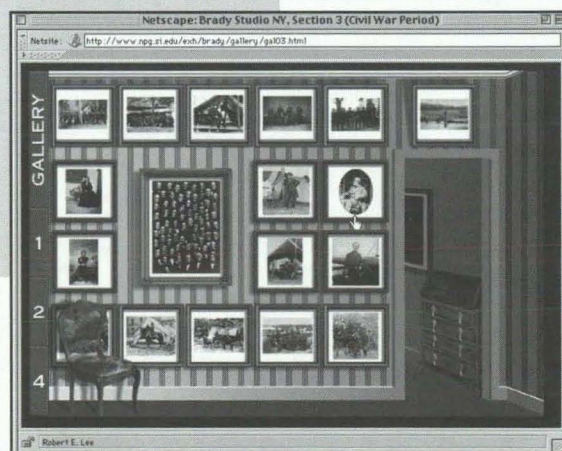 Netscape: Brady Studio NY, Section 3 (Civil War Period)
Netsite: http://www.npg.si.edu/exh/brady/gallery/gal03.html
GALLERY
1
2
4
Robert E. Lee